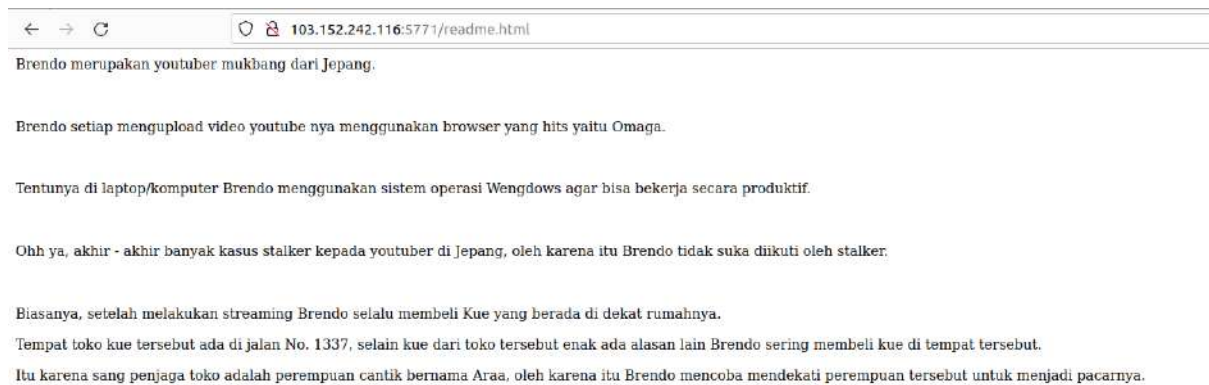 103.152.242.116:5771/readme.html
Brendo merupakan youtuber mukbang dari Jepang.
Brendo setiap mengupload video youtube nya menggunakan browser yang hits yaitu Omaga.
Tentunya di laptop/komputer Brendo menggunakan sistem operasi Wengdows agar bisa bekerja secara produktif.
Ohh ya, akhir - akhir banyak kasus stalker kepada youtuber di Jepang, oleh karena itu Brendo tidak suka diikuti oleh stalker.
Biasanya, setelah melakukan streaming Brendo selalu membeli Kue yang berada di dekat rumahnya.
Tempat toko kue tersebut ada di jalan No. 1337, selain kue dari toko tersebut enak ada alasan lain Brendo sering membeli kue di tempat tersebut.
Itu karena sang penjaga toko adalah perempuan cantik bernama Araa, oleh karena itu Brendo mencoba mendekati perempuan tersebut untuk menjadi pacarnya.